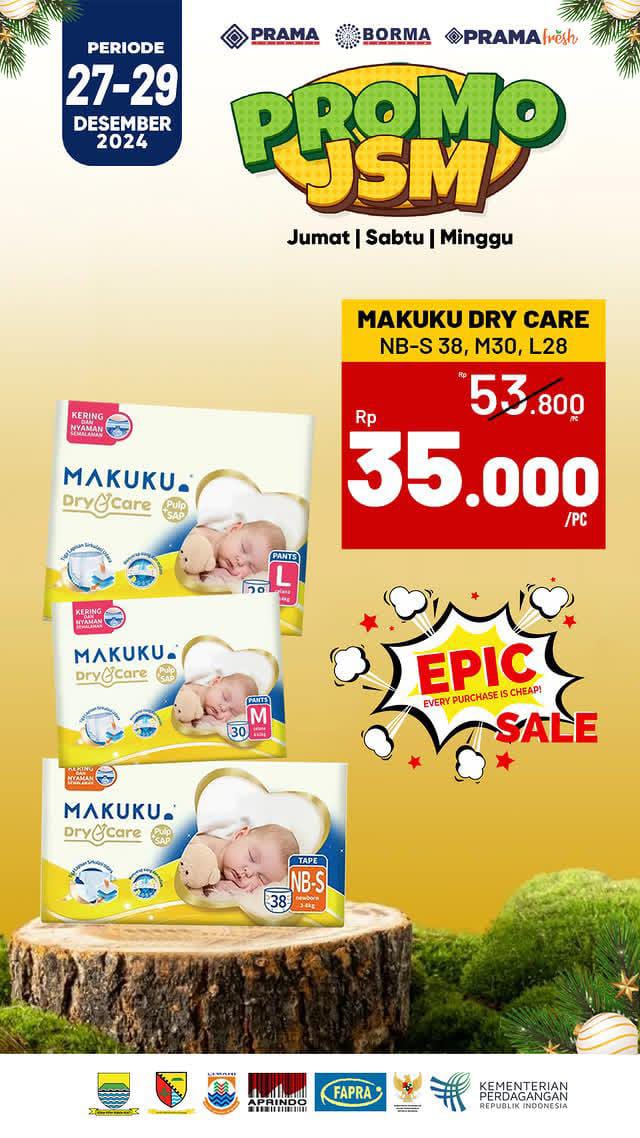 PERIODE
27-29
DESEMBER
2024
PRAMA
BORMA
PRAMA fresh
PROMO
JSM
Jumat | Sabtu | Minggu
MAKUKU DRY CARE
NB-S 38, M30, L28
Rp 53.800 /PC
Rp 35.000 /PC
KERING
DAN
NYAMAN
SEMALAMAN
MAKUKU
Dry Care
Pulp
SAP
PANTS
L
celana
28
KERING
DAN
NYAMAN
SEMALAMAN
MAKUKU
Dry Care
Pulp
SAP
PANTS
M
celana
30
EPIC
EVERY PURCHASE IS CHEAP!
SALE
KERING
DAN
NYAMAN
SEMALAMAN
MAKUKU
Dry Care
Pulp
SAP
TAPE
NB-S
newborn
38
APRINDO
FAPRA
KEMENTERIAN
PERDAGANGAN
REPUBLIK INDONESIA